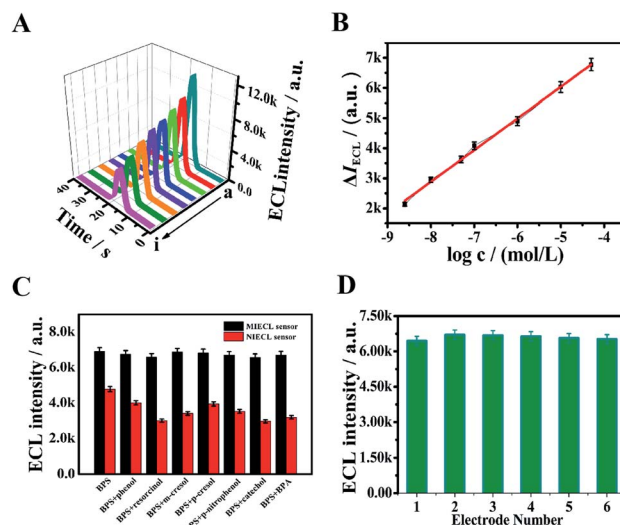 A
ECL intensity / a.u.
12.0k
8.0k
4.0k
0.0
a
i
40
30
20
10
0
Time / s
B
ΔI_ECL / (a.u.)
7k
6k
5k
4k
3k
2k
-9 -8 -7 -6 -5 -4
log c / (mol/L)
C
ECL intensity / a.u.
8.0k
6.0k
4.0k
2.0k
0.0
MIECL sensor
NIECL sensor
BPS
BPS+phenol
BPS+resorcinol
BPS+m-cresol
BPS+p-cresol
BPS+p-nitrophenol
BPS+catechol
BPS+BPA
D
ECL intensity / a.u.
7.50k
6.00k
4.50k
3.00k
1.50k
0.00
1 2 3 4 5 6
Electrode Number